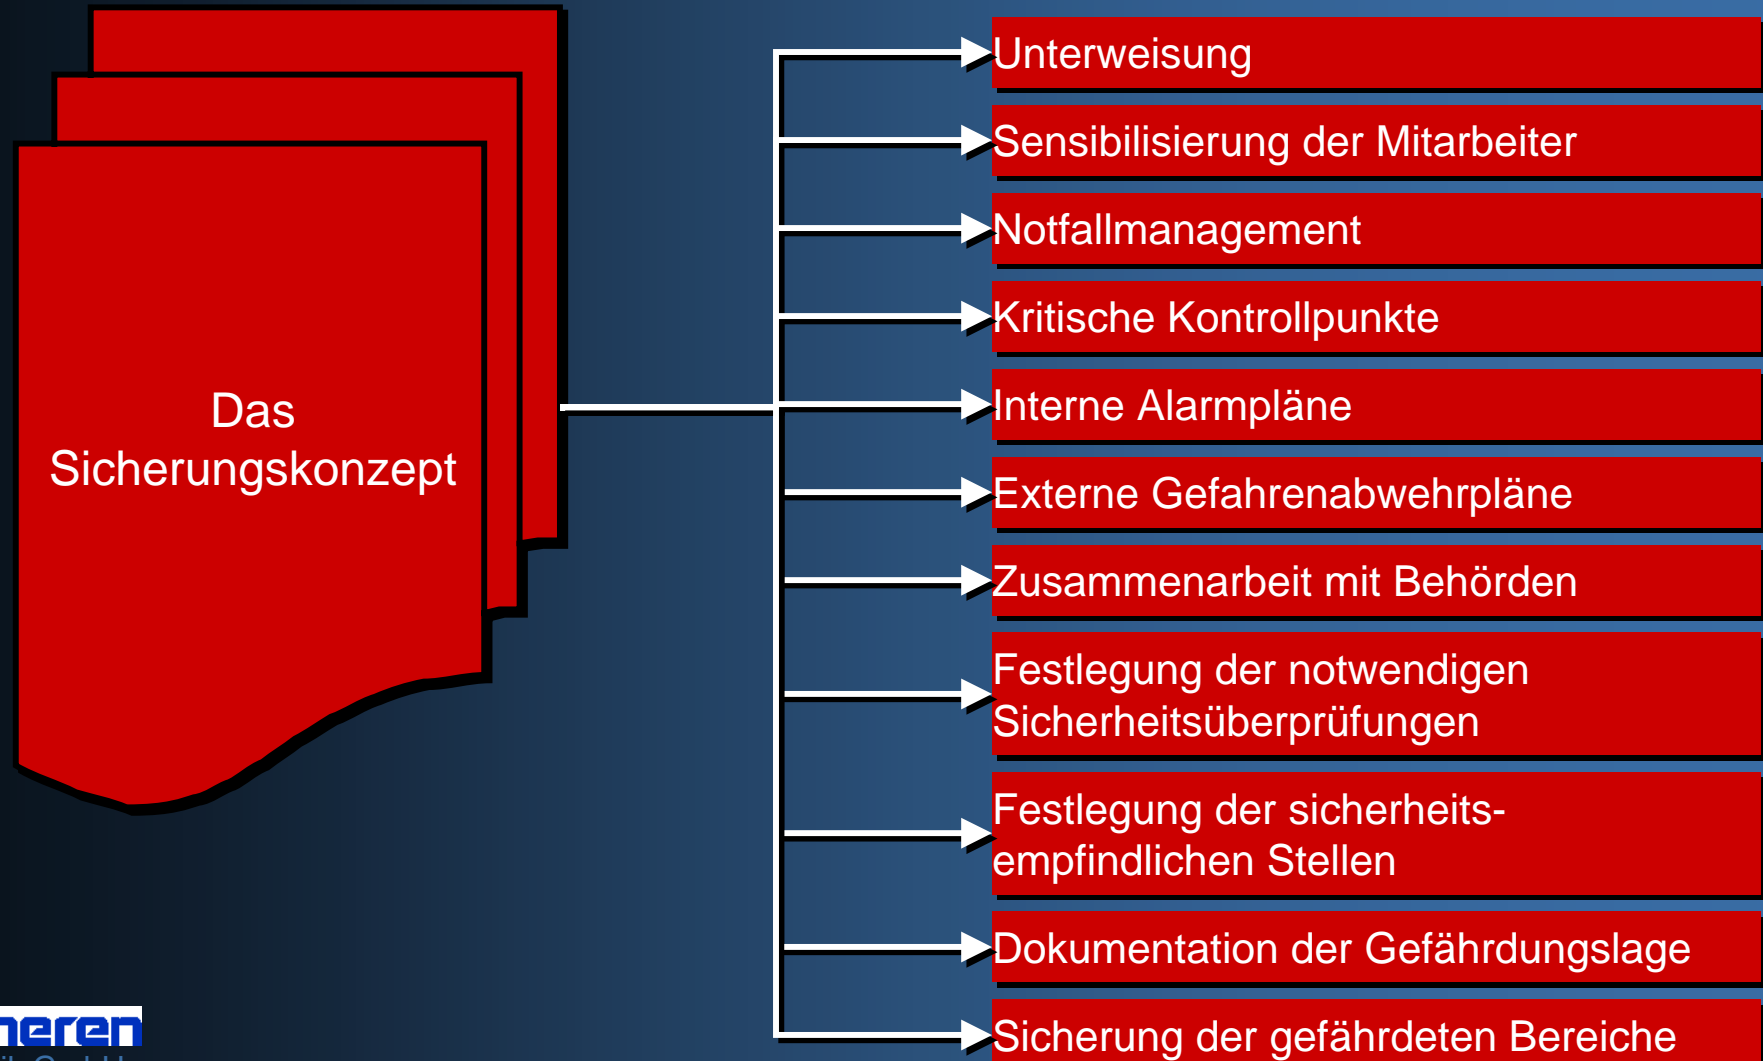 Das
Sicherungskonzept
Unterweisung
Sensibilisierung der Mitarbeiter
Notfallmanagement
Kritische Kontrollpunkte
Interne Alarmpläne
Externe Gefahrenabwehrpläne
Zusammenarbeit mit Behörden
Festlegung der notwendigen
Sicherheitsüberprüfungen
Festlegung der sicherheits-
empfindlichen Stellen
Dokumentation der Gefährdungslage
Sicherung der gefährdeten Bereiche